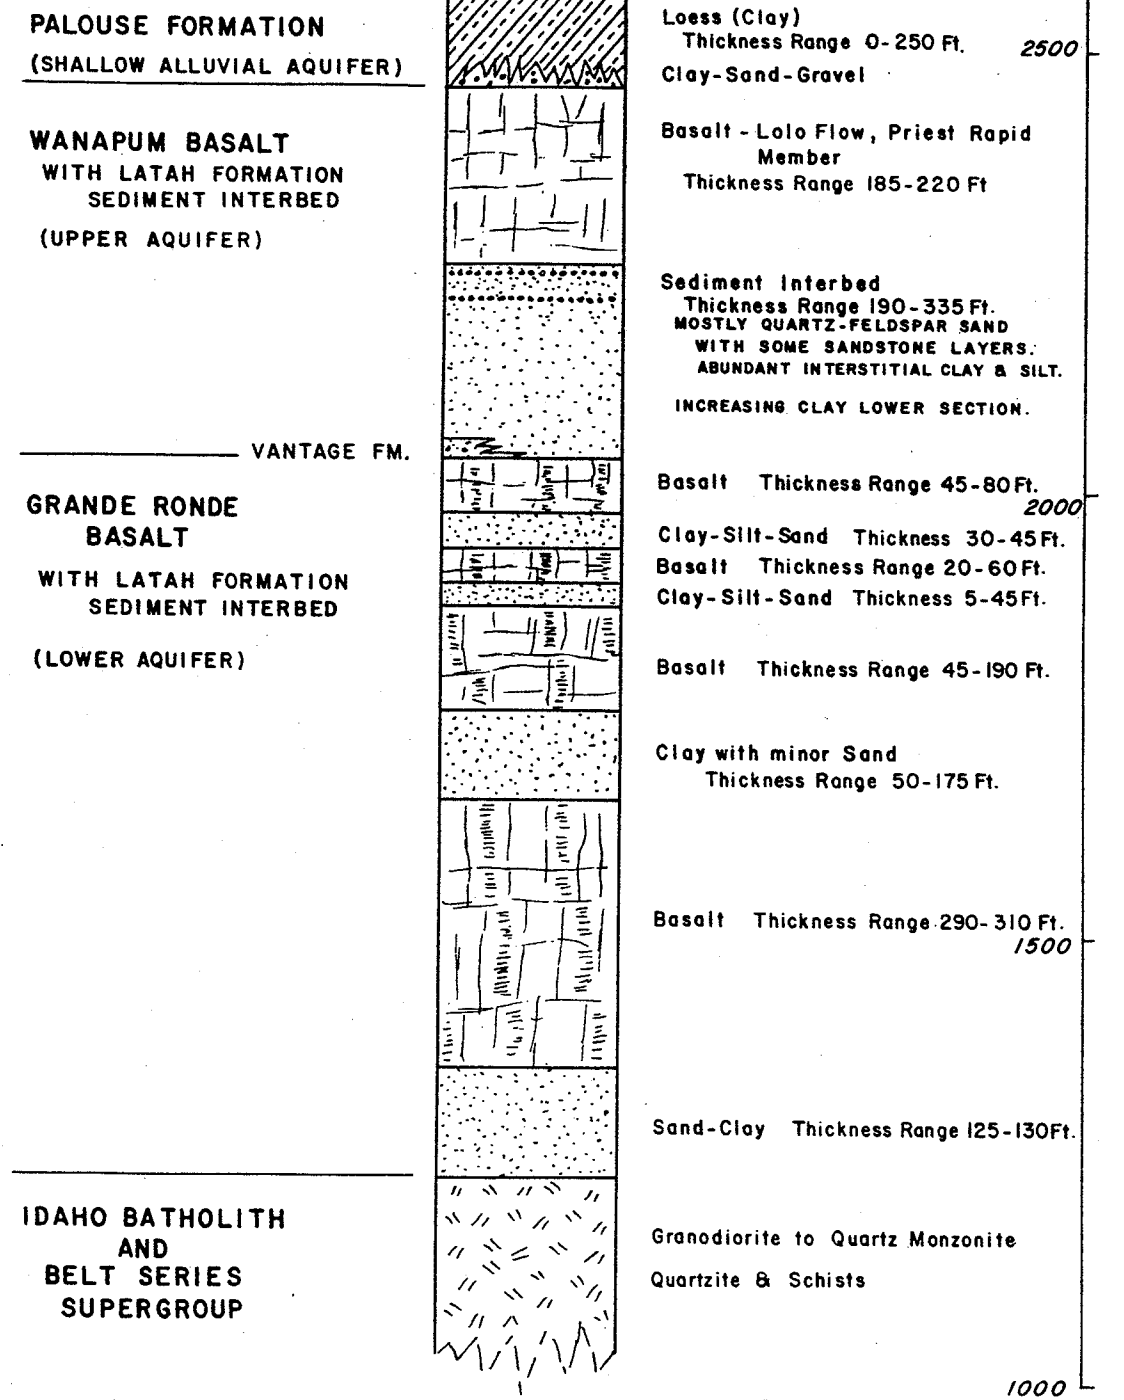 PALOUSE FORMATION
(SHALLOW ALLUVIAL AQUIFER)
Loess (Clay)
Thickness Range 0-250 Ft.
2500
Clay-Sand-Gravel
WANAPUM BASALT
WITH LATAH FORMATION
SEDIMENT INTERBED
(UPPER AQUIFER)
Basalt - Lolo Flow, Priest Rapid
Member
Thickness Range 185-220 Ft
Sediment Interbed
Thickness Range 190-335 Ft.
MOSTLY QUARTZ-FELDSPAR SAND
WITH SOME SANDSTONE LAYERS.
ABUNDANT INTERSTITIAL CLAY & SILT.
INCREASING CLAY LOWER SECTION.
VANTAGE FM.
GRANDE RONDE
BASALT
WITH LATAH FORMATION
SEDIMENT INTERBED
(LOWER AQUIFER)
Basalt Thickness Range 45-80 Ft.
2000
Clay-Silt-Sand Thickness 30-45 Ft.
Basalt Thickness Range 20-60 Ft.
Clay-Silt-Sand Thickness 5-45 Ft.
Basalt Thickness Range 45-190 Ft.
Clay with minor Sand
Thickness Range 50-175 Ft.
Basalt Thickness Range 290-310 Ft.
1500
Sand-Clay Thickness Range 125-130 Ft.
IDAHO BATHOLITH
AND
BELT SERIES
SUPERGROUP
Granodiorite to Quartz Monzonite
Quartzite & Schists
1000